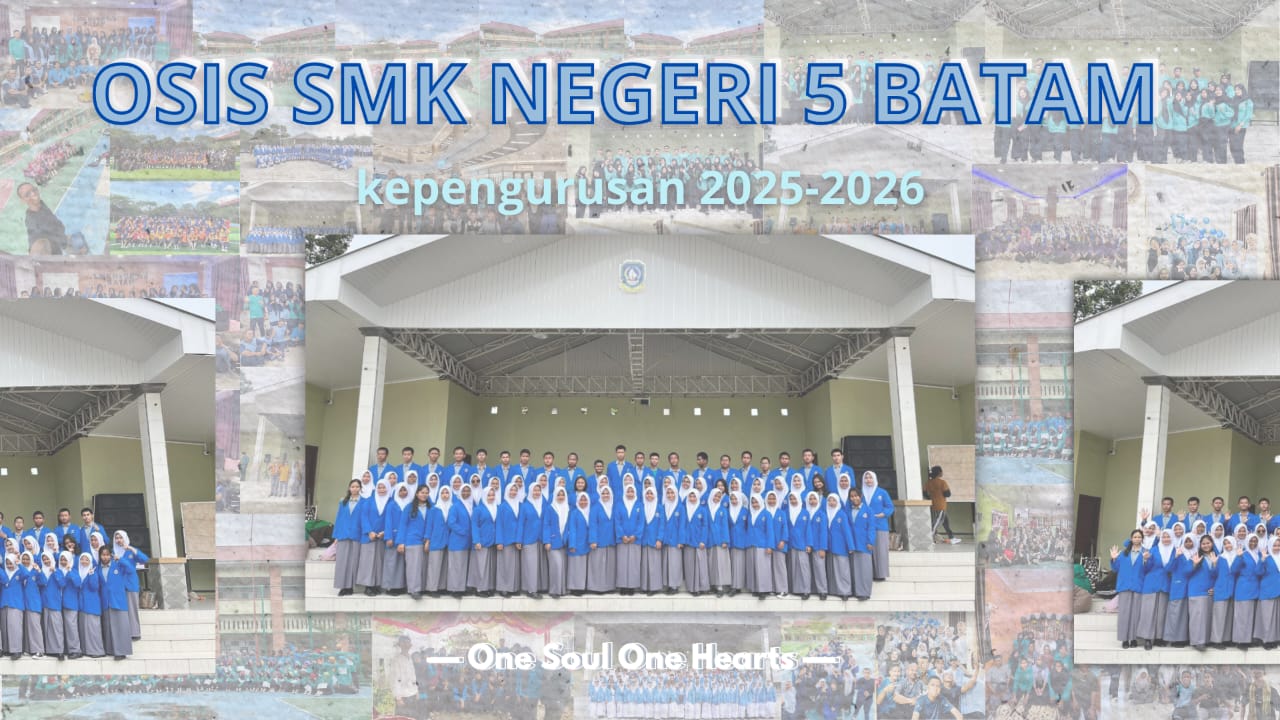 OSIS SMK NEGERI 5 BATAM
kepengurusan 2025-2026
— One Soul One Hearts —